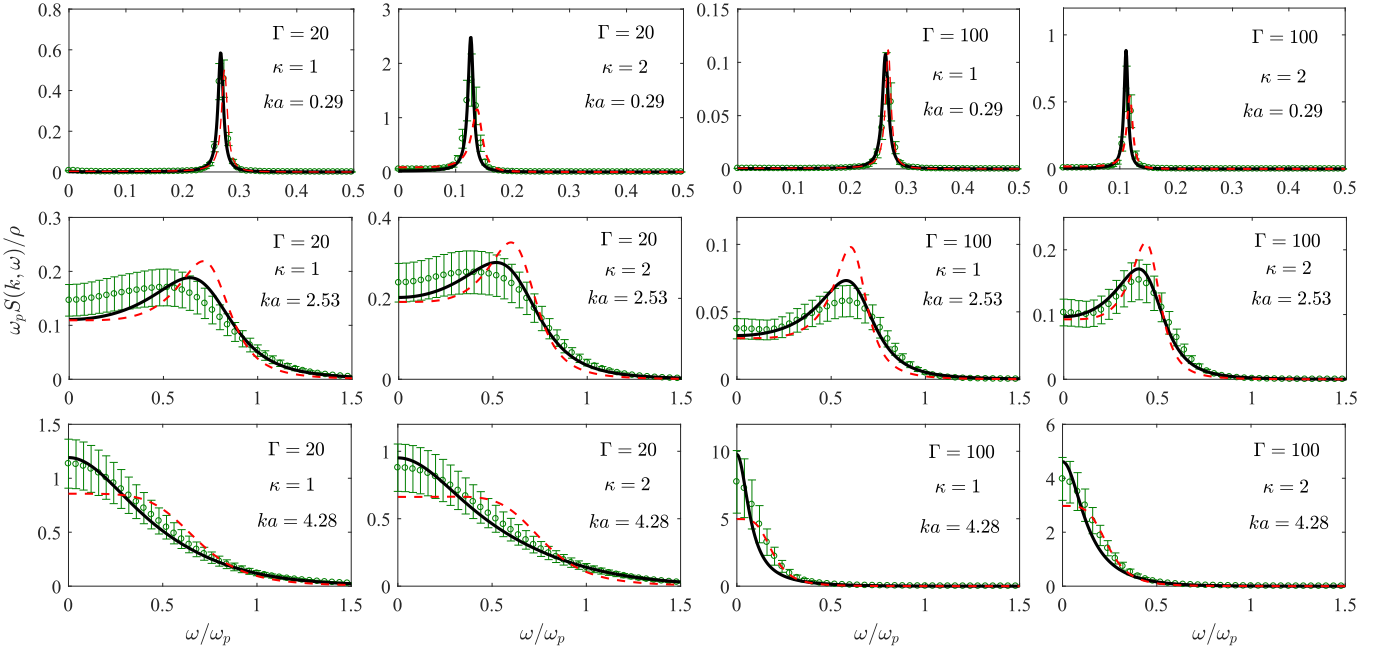 0.8
0.6
0.4
0.2
0
0 0.1 0.2 0.3 0.4 0.5
Γ = 20
κ = 1
ka = 0.29
3
2
1
0
0 0.1 0.2 0.3 0.4 0.5
Γ = 20
κ = 2
ka = 0.29
0.15
0.1
0.05
0
0 0.1 0.2 0.3 0.4 0.5
Γ = 100
κ = 1
ka = 0.29
1
0.5
0
0 0.1 0.2 0.3 0.4 0.5
Γ = 100
κ = 2
ka = 0.29
ω_p S(k, ω)/ρ
0.3
0.2
0.1
0
0 0.5 1 1.5
Γ = 20
κ = 1
ka = 2.53
0.4
0.2
0
0 0.5 1 1.5
Γ = 20
κ = 2
ka = 2.53
0.1
0.05
0
0 0.5 1 1.5
Γ = 100
κ = 1
ka = 2.53
0.2
0.1
0
0 0.5 1 1.5
Γ = 100
κ = 2
ka = 2.53
1.5
1
0.5
0
0 0.5 1 1.5
Γ = 20
κ = 1
ka = 4.28
ω/ω_p
1
0.5
0
0 0.5 1 1.5
Γ = 20
κ = 2
ka = 4.28
ω/ω_p
10
5
0
0 0.5 1 1.5
Γ = 100
κ = 1
ka = 4.28
ω/ω_p
6
4
2
0
0 0.5 1 1.5
Γ = 100
κ = 2
ka = 4.28
ω/ω_p